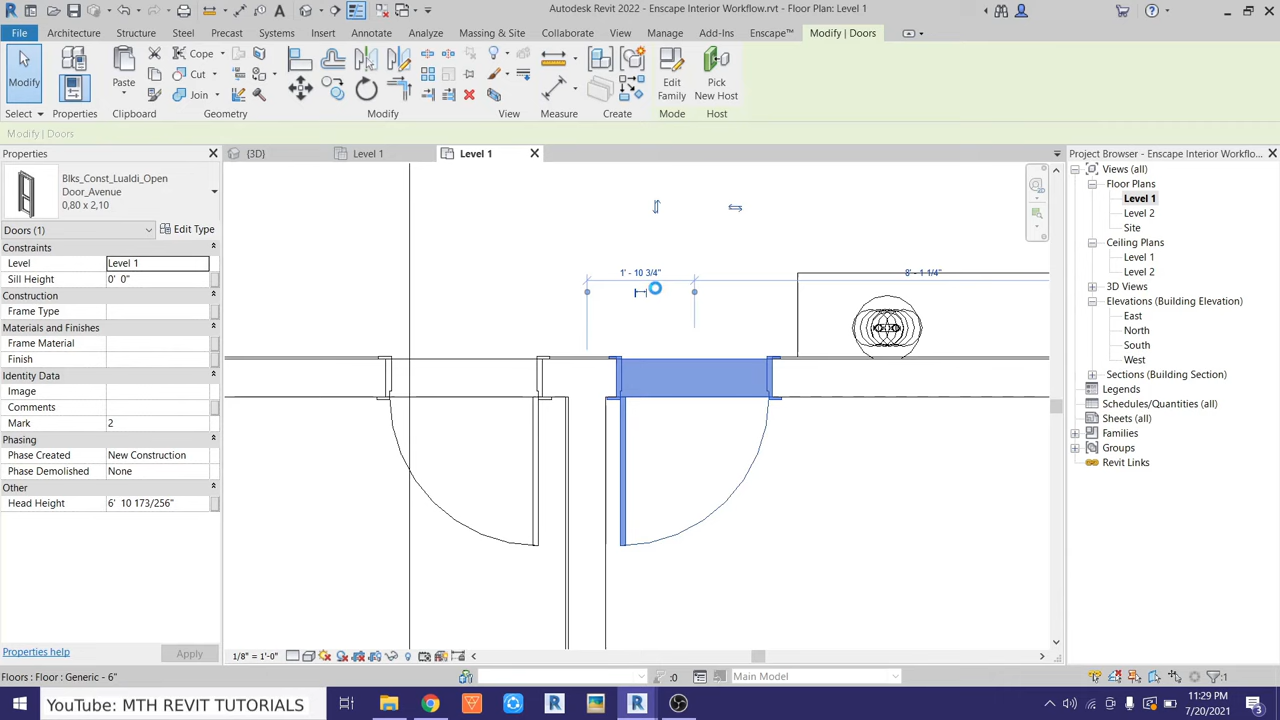 Autodesk Revit 2022 - Enscape Interior Workflow.rvt - Floor Plan: Level 1
File Architecture Structure Steel Precast Systems Insert Annotate Analyze Massing & Site Collaborate View Manage Add-Ins Enscape™ Modify | Doors
Modify
Properties
Paste
Cope
Cut
Join
Edit Family
Pick New Host
Select Properties Clipboard Geometry Modify View Measure Create Mode Host
Modify | Doors
Properties
{3D}
Level 1
Level 1
Project Browser - Enscape Interior Workflo...
Blks_Const_Lualdi_Open
Door_Avenue
0,80 x 2,10
Doors (1)
Edit Type
Constraints
Level Level 1
Sill Height 0' 0"
Construction
Frame Type
Materials and Finishes
Frame Material
Finish
Identity Data
Image
Comments
Mark 2
Phasing
Phase Created New Construction
Phase Demolished None
Other
Head Height 6' 10 173/256"
Properties help
Apply
1' - 10 3/4"
8' - 1 1/4"
Views (all)
Floor Plans
Level 1
Level 2
Site
Ceiling Plans
Level 1
Level 2
3D Views
Elevations (Building Elevation)
East
North
South
West
Sections (Building Section)
Legends
Schedules/Quantities (all)
Sheets (all)
Families
Groups
Revit Links
1/8" = 1'-0"
Floors : Floor : Generic - 6"
:0
Main Model
:1
YouTube: MTH REVIT TUTORIALS
11:29 PM
7/20/2021
3